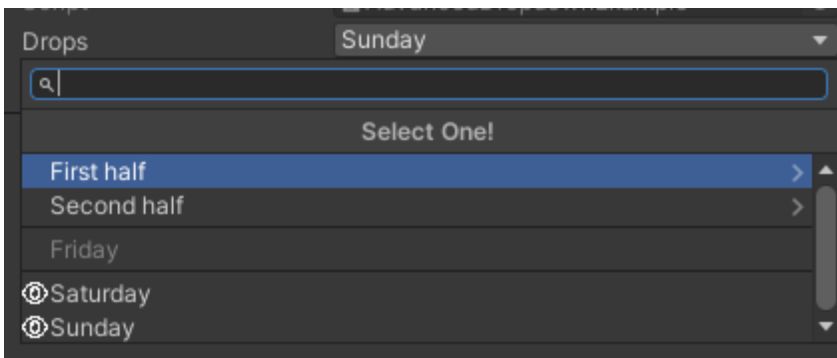 Drops Sunday
Select One!
First half
Second half
Friday
Saturday
Sunday